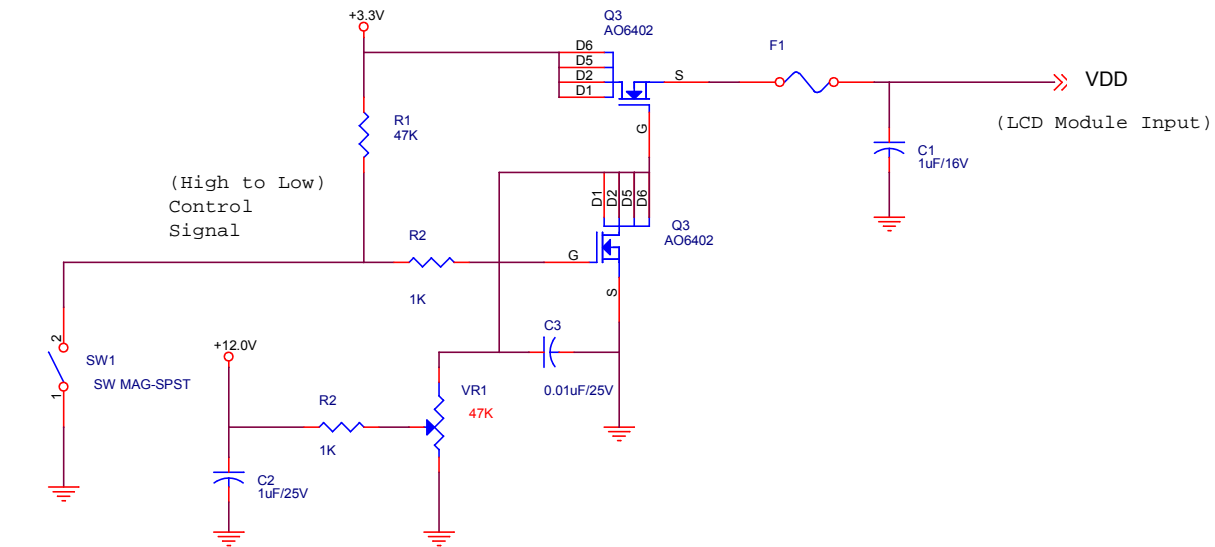 +3.3V
Q3
AO6402
D6
D5
D2
D1
S
G
F1
VDD
(LCD Module Input)
R1
47K
C1
1uF/16V
(High to Low)
Control
Signal
D1
D2
D5
D6
Q3
AO6402
R2
1K
G
S
2
1
SW1
SW MAG-SPST
+12.0V
C3
0.01uF/25V
R2
1K
VR1
47K
C2
1uF/25V